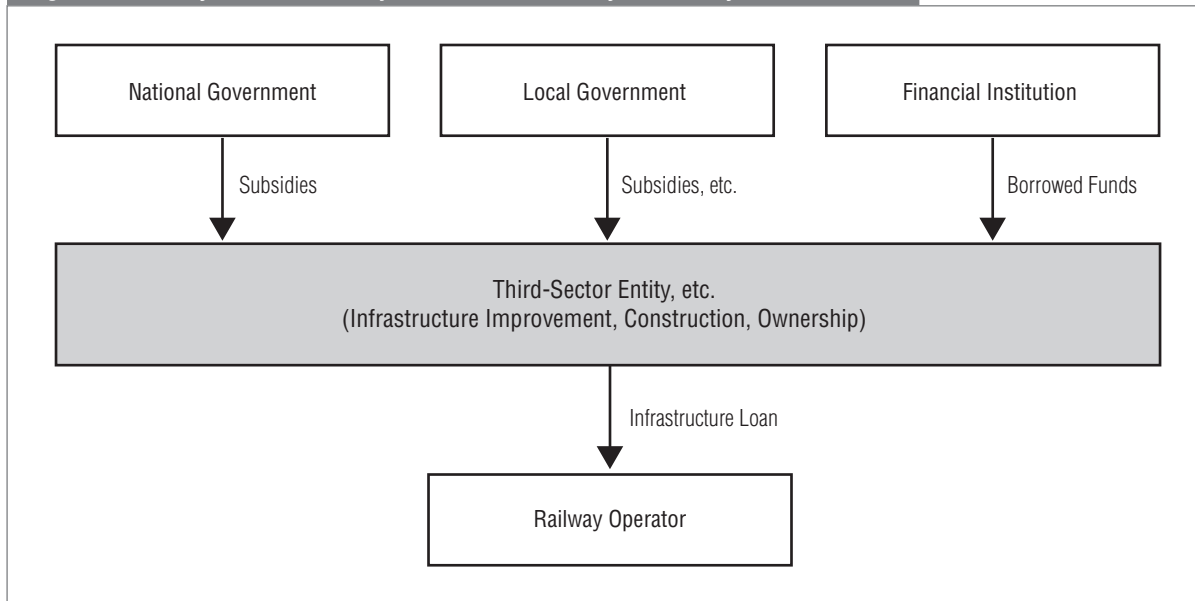 National Government
Local Government
Financial Institution
Subsidies
Subsidies, etc.
Borrowed Funds
Third-Sector Entity, etc.
(Infrastructure Improvement, Construction, Ownership)
Infrastructure Loan
Railway Operator